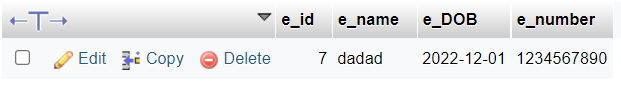 e_id e_name e_DOB e_number
Edit Copy Delete 7 dadad 2022-12-01 1234567890